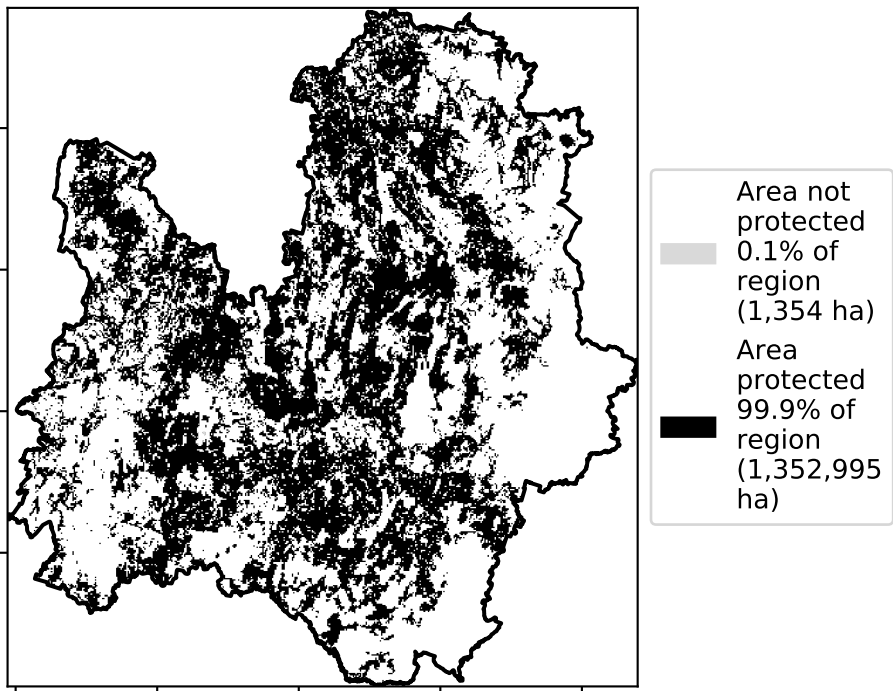 Area not
protected
0.1% of
region
(1,354 ha)
Area
protected
99.9% of
region
(1,352,995
ha)